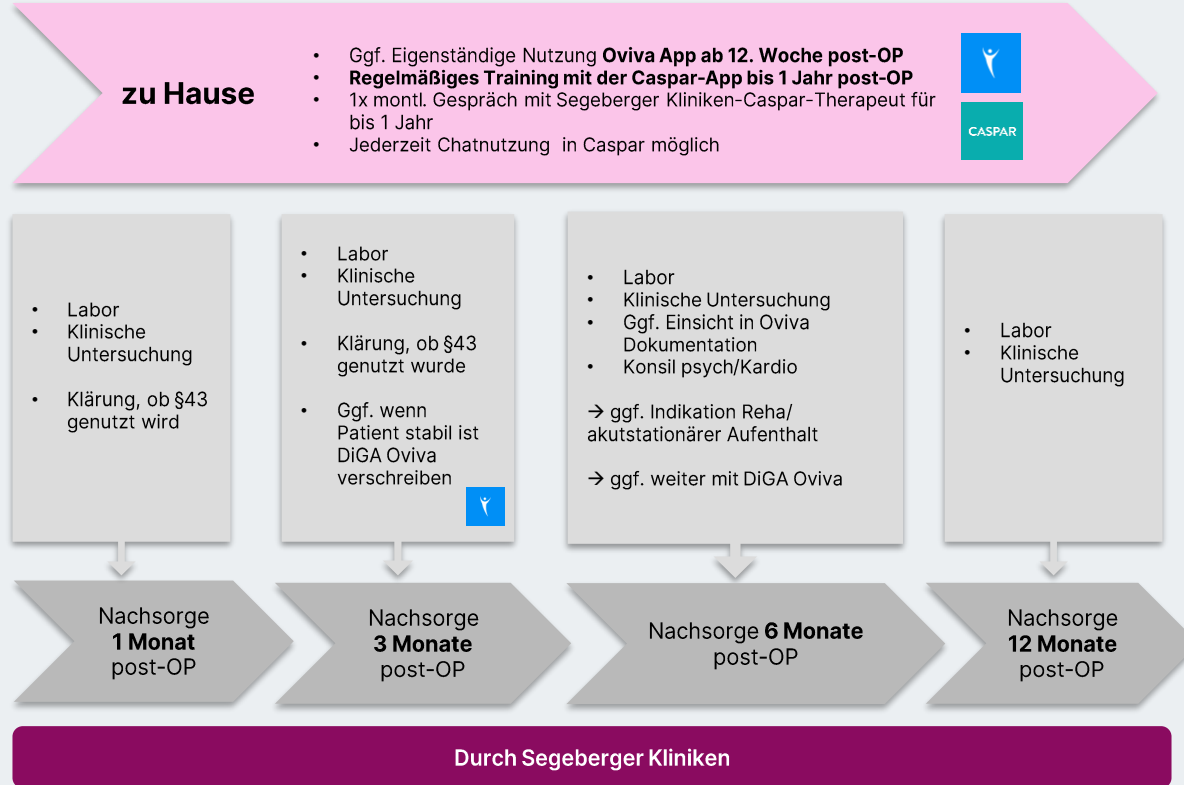 zu Hause
• Ggf. Eigenständige Nutzung Oviva App ab 12. Woche post-OP
• Regelmäßiges Training mit der Caspar-App bis 1 Jahr post-OP
• 1x montl. Gespräch mit Segeberger Kliniken-Caspar-Therapeut für
bis 1 Jahr
• Jederzeit Chatnutzung in Caspar möglich
CASPAR
• Labor
• Klinische
Untersuchung
• Klärung, ob §43
genutzt wird
• Labor
• Klinische
Untersuchung
• Klärung, ob §43
genutzt wurde
• Ggf. wenn
Patient stabil ist
DiGA Oviva
verschreiben
• Labor
• Klinische Untersuchung
• Ggf. Einsicht in Oviva
Dokumentation
• Konsil psych/Kardio
→ ggf. Indikation Reha/
akutstationärer Aufenthalt
→ ggf. weiter mit DiGA Oviva
• Labor
• Klinische
Untersuchung
Nachsorge
1 Monat
post-OP
Nachsorge
3 Monate
post-OP
Nachsorge 6 Monate
post-OP
Nachsorge
12 Monate
post-OP
Durch Segeberger Kliniken